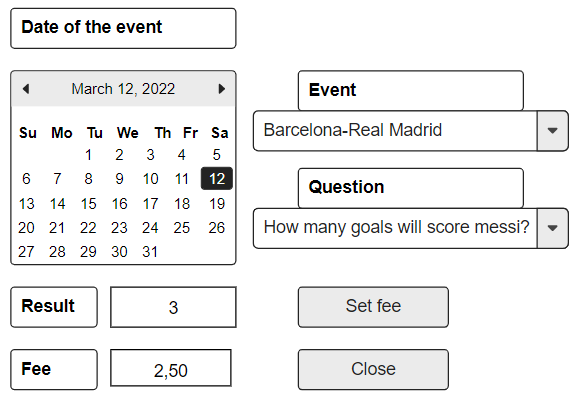 Date of the event
March 12, 2022
Su Mo Tu We Th Fr Sa
1 2 3 4 5
6 7 8 9 10 11 12
13 14 15 16 17 18 19
20 21 22 23 24 25 26
27 28 29 30 31
Event
Barcelona-Real Madrid
Question
How many goals will score messi?
Result 3
Set fee
Fee 2,50
Close